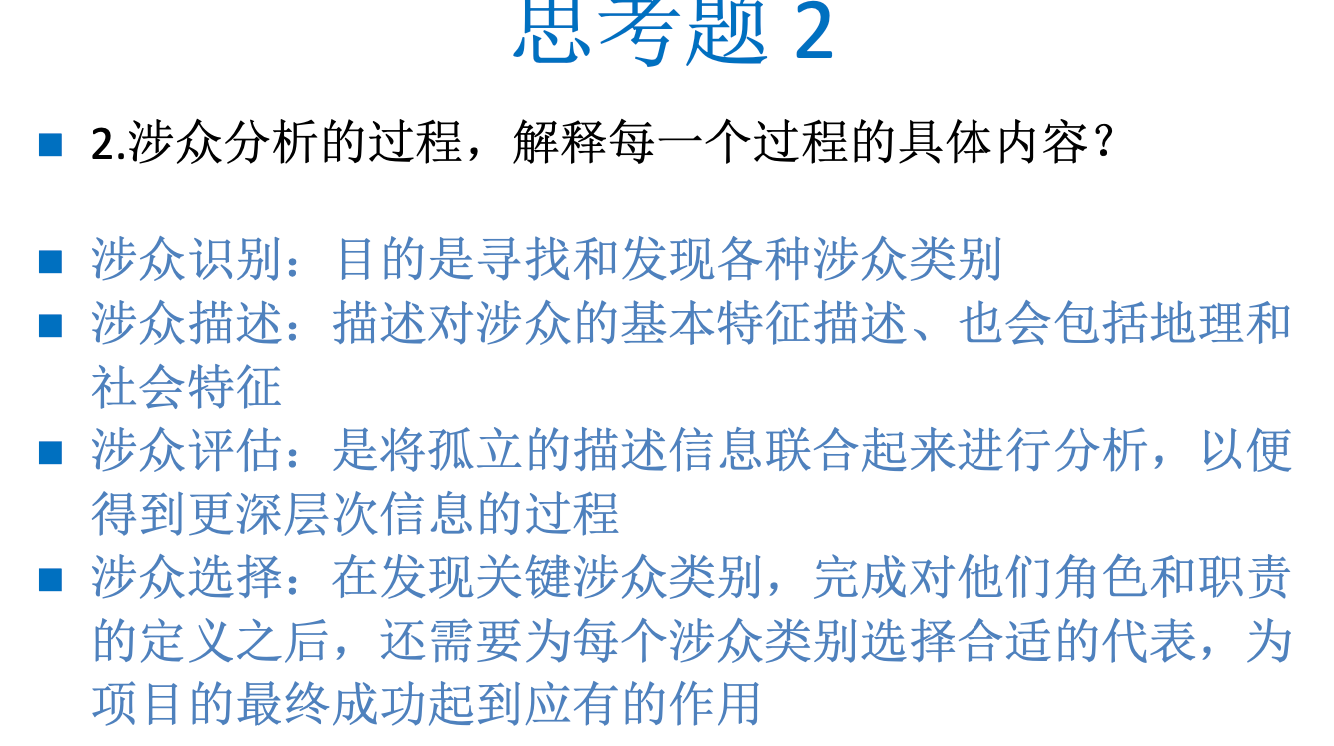 思考题 2
■ 2.涉众分析的过程，解释每一个过程的具体内容？
■ 涉众识别：目的是寻找和发现各种涉众类别
■ 涉众描述：描述对涉众的基本特征描述、也会包括地理和
社会特征
■ 涉众评估：是将孤立的描述信息联合起来进行分析，以便
得到更深层次信息的过程
■ 涉众选择：在发现关键涉众类别，完成对他们角色和职责
的定义之后，还需要为每个涉众类别选择合适的代表，为
项目的最终成功起到应有的作用